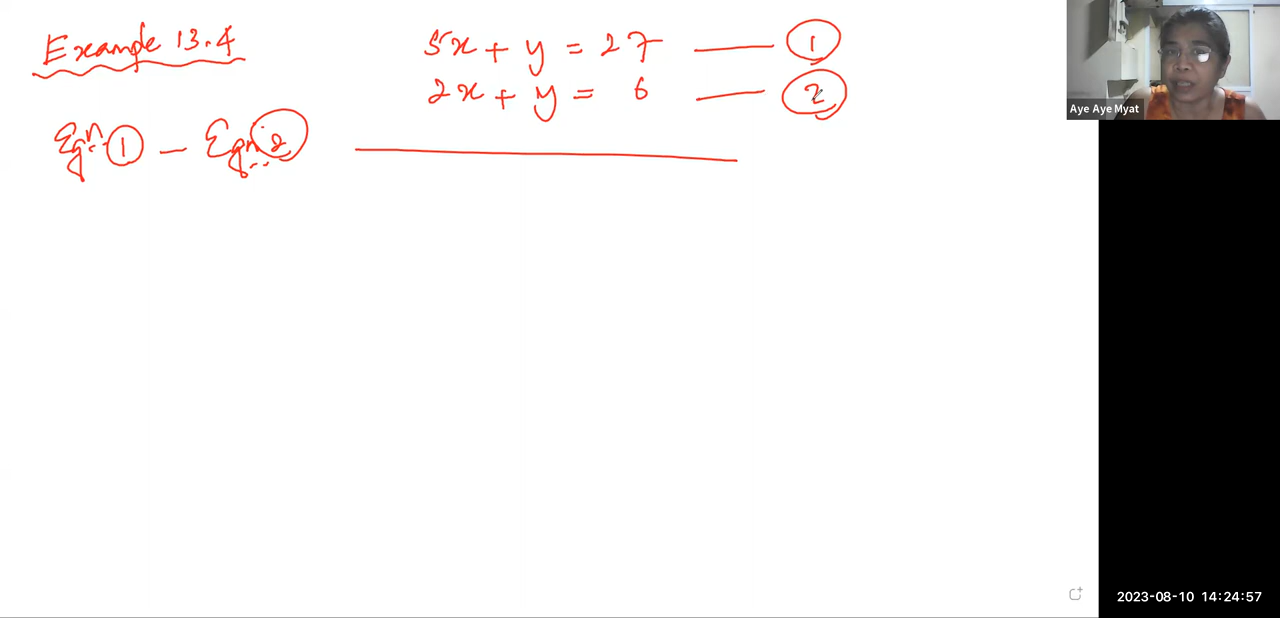 Example 13.4
5x + y = 27 —— ①
2x + y = 6 —— ②
Eqn ① — Eqn ②
Aye Aye Myat
2023-08-10 14:24:57